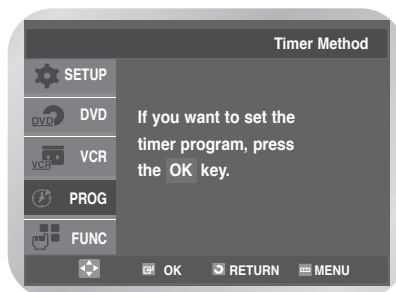 Timer Method
SETUP
DVD DVD
VCR VCR
PROG
FUNC
If you want to set the
timer program, press
the OK key.
OK RETURN MENU